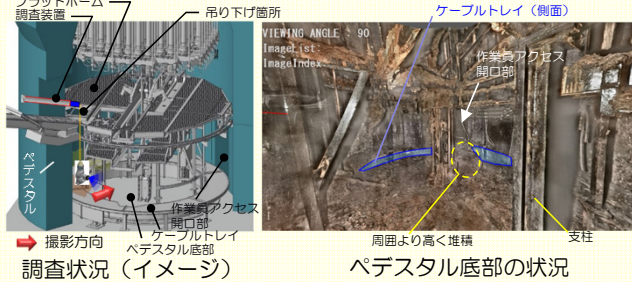 プラットホーム
調査装置
吊り下げ箇所
ペデスタル
作業員アクセス
開口部
ケーブルトレイ
ペデスタル底部
撮影方向
調査状況（イメージ）
ケーブルトレイ（側面）
VIEWING ANGLE : 90
ImageList:
ImageIndex:
作業員アクセス
開口部
周囲より高く堆積
支柱
ペデスタル底部の状況